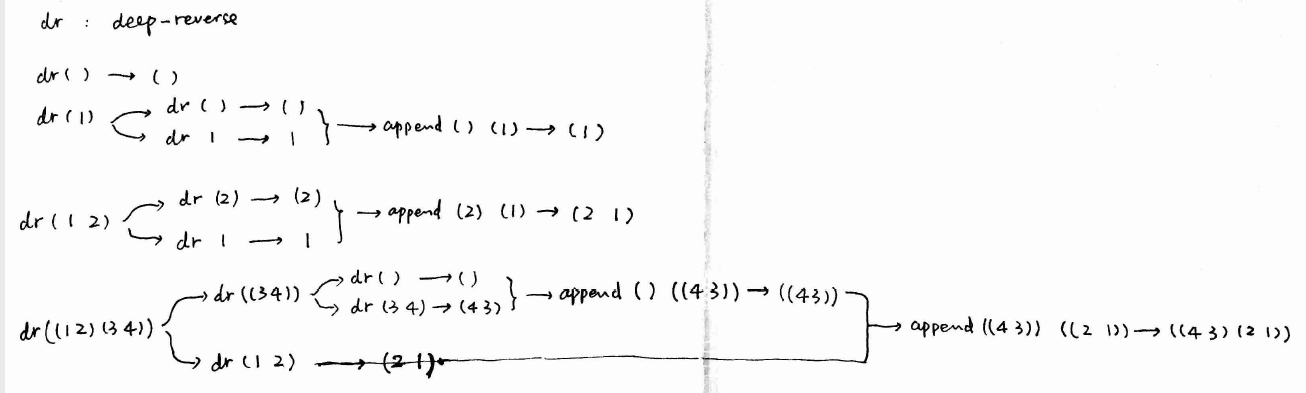 dr : deep-reverse
dr ( ) → ( )
dr (1) dr ( ) → ( )
dr 1 → 1 } → append ( ) (1) → (1)
dr (1 2) dr (2) → (2)
dr 1 → 1 } → append (2) (1) → (2 1)
dr ((1 2) (3 4)) dr ((3 4)) dr ( ) → ( )
dr (3 4) → (4 3) } → append ( ) ((4 3)) → ((4 3))
dr (1 2) → (2 1)
→ append ((4 3)) ((2 1)) → ((4 3) (2 1))